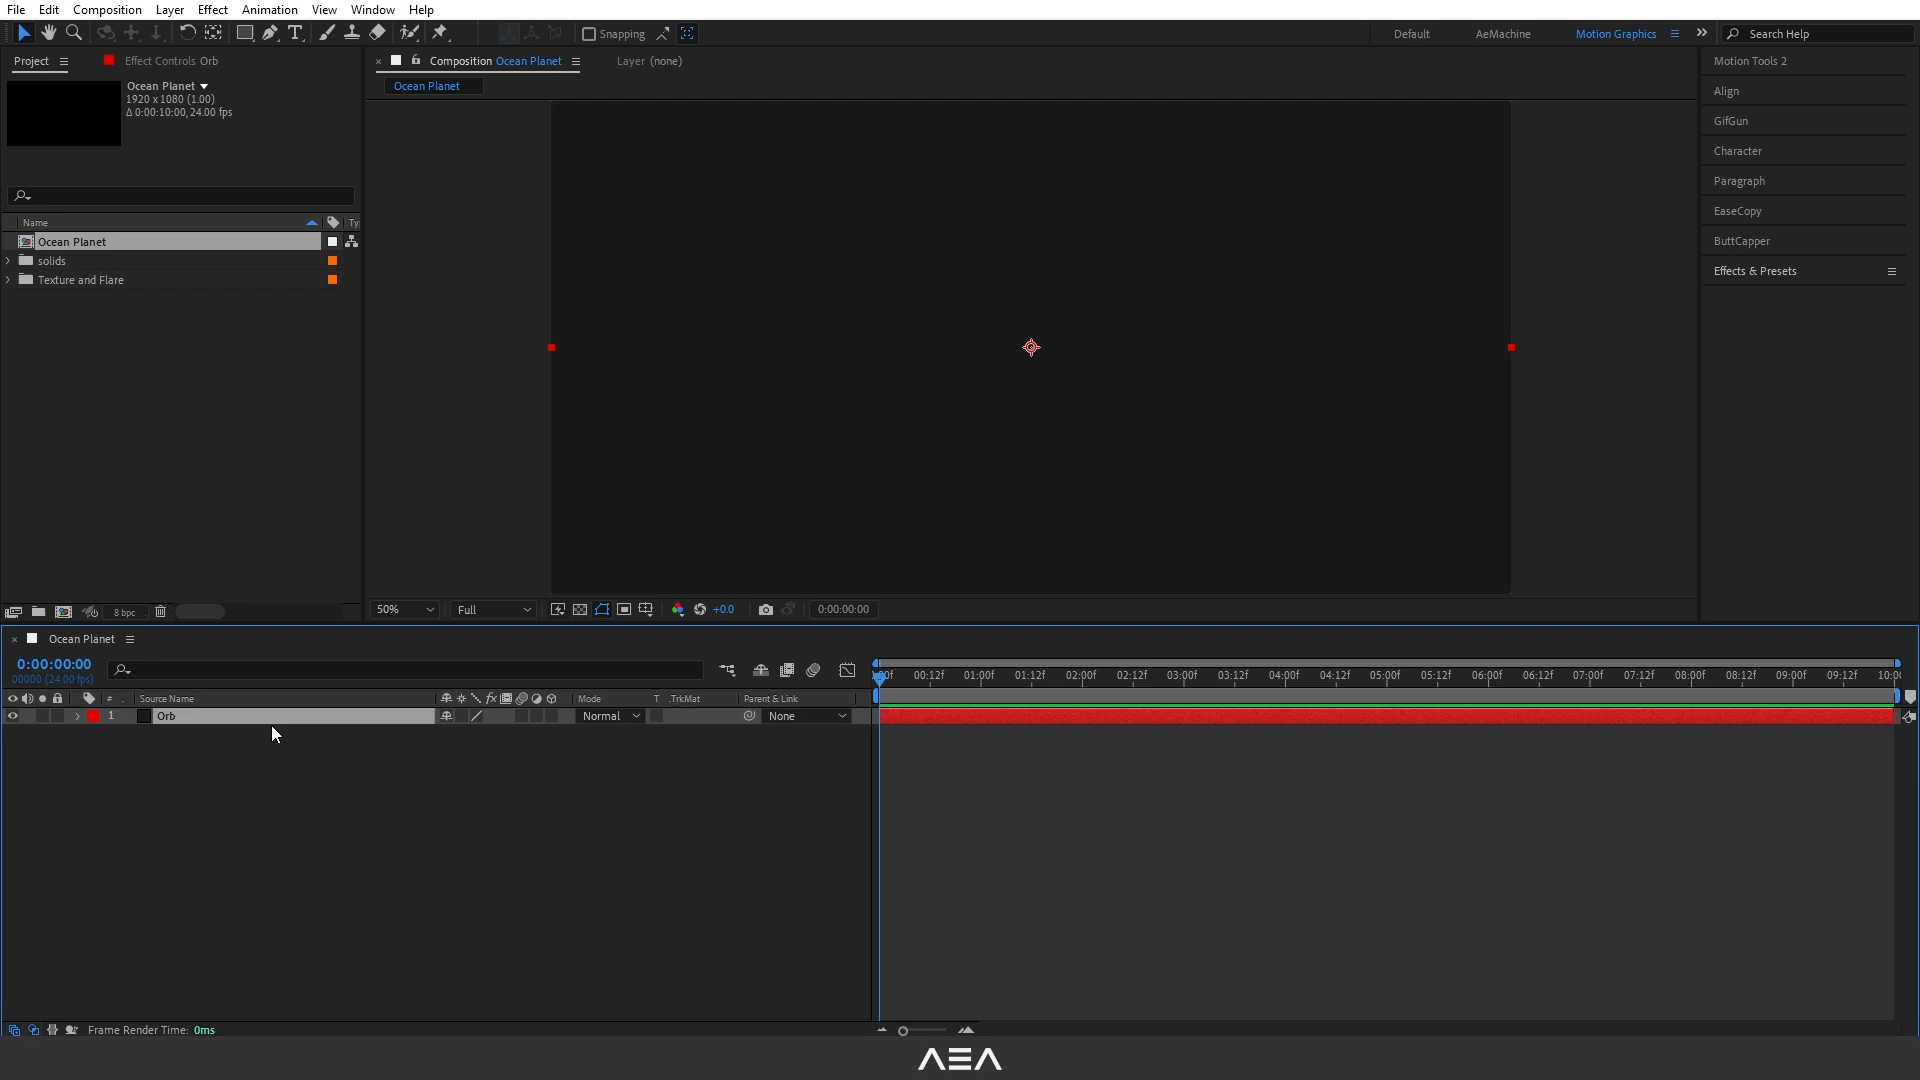 File Edit Composition Layer Effect Animation View Window Help
Snapping
Default AeMachine Motion Graphics Search Help
Project Effect Controls Orb
Composition Ocean Planet Layer (none)
Ocean Planet
Ocean Planet
1920 x 1080 (1.00)
Δ 0:00:10:00, 24.00 fps
Name Ty
Ocean Planet
solids
Texture and Flare
8 bpc
50% Full +0.0 0:00:00:00
Motion Tools 2
Align
GifGun
Character
Paragraph
EaseCopy
ButtCapper
Effects & Presets
Ocean Planet
0:00:00:00
00000 (24.00 fps)
00f 00:12f 01:00f 01:12f 02:00f 02:12f 03:00f 03:12f 04:00f 04:12f 05:00f 05:12f 06:00f 06:12f 07:00f 07:12f 08:00f 08:12f 09:00f 09:12f 10:00
# Source Name Mode T .TrkMat Parent & Link
1 Orb Normal None
Frame Render Time: 0ms
AEA